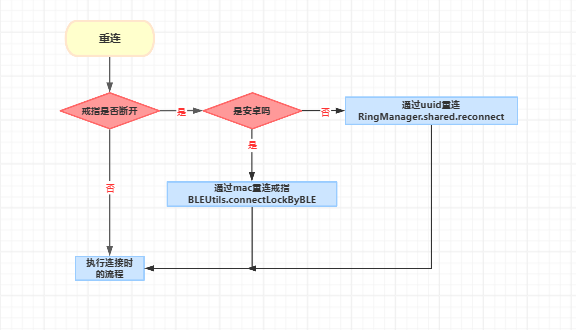 重连
戒指是否断开
是
是安卓吗
否
通过uuid重连
RingManager.shared.reconnect
是
否
通过mac重连戒指
BLEUtils.connectLockByBLE
执行连接时
的流程